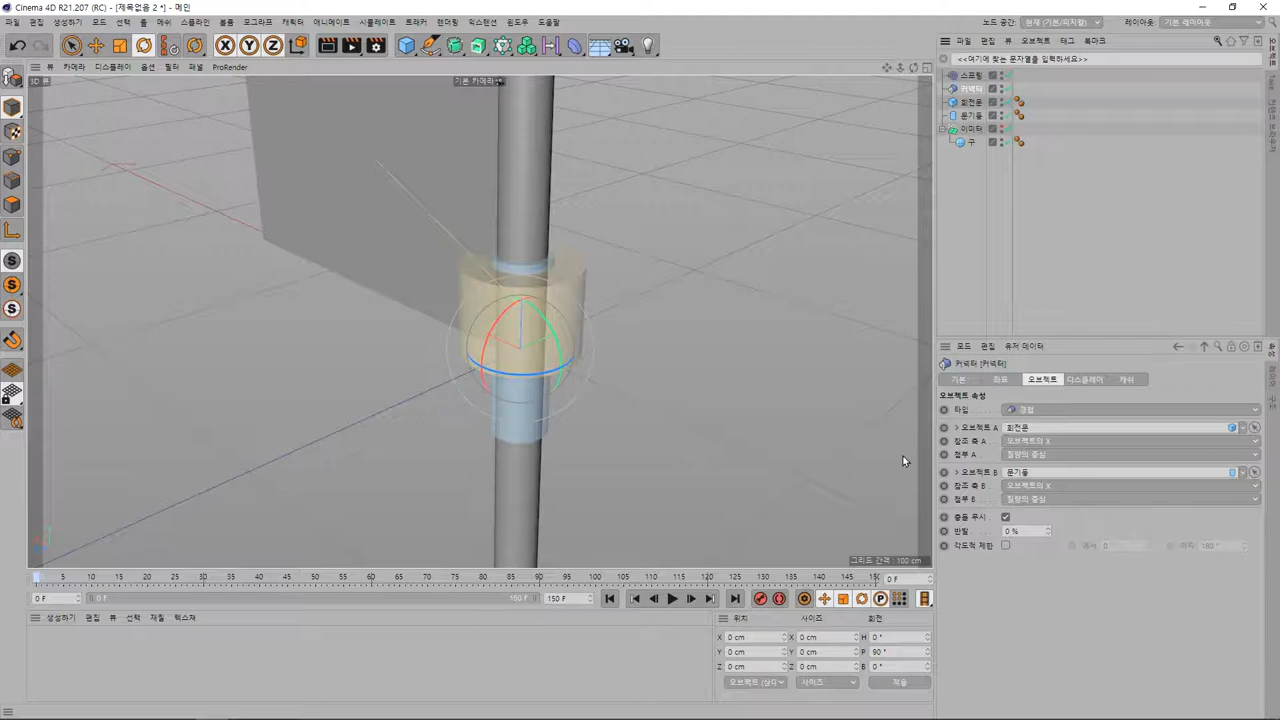 Cinema 4D R21.207 (RC) - [제목없음 2 *] - 메인
파일 편집 생성하기 모드 선택 툴 메쉬 스플라인 볼륨 모그라프 캐릭터 애니메이션 시뮬레이트 트래커 렌더링 익스텐션 윈도우 도움말
노드 공간: 현재 (기본/피지컬) 레이아웃: 기본 레이아웃
뷰 카메라 디스플레이 옵션 필터 패널 ProRender
파일 편집 뷰 오브젝트 태그 북마크
3D 뷰
기본 카메라
<<여기에 찾는 문자열을 입력하세요>>
스프링
커넥터
회전문
문기둥
이미터
구
모드 편집 유저 데이터
커넥터 [커넥터]
기본 좌표 오브젝트 디스플레이 캐쉬
오브젝트 속성
타입 경첩
오브젝트 A 회전문
참조 축 A 오브젝트의 X
첨부 A 질량의 중심
오브젝트 B 문기둥
참조 축 B 오브젝트의 X
첨부 B 질량의 중심
충동 무시
반발 0 %
각도적 제한 에서 0 까지 180 °
그리드 간격 : 100 cm
0 5 10 15 20 25 30 35 40 45 50 55 60 65 70 75 80 85 90 95 100 105 110 115 120 125 130 135 140 145 150 0 F
0 F 0 F 150 F 150 F
생성하기 편집 뷰 선택 재질 텍스쳐
위치 사이즈 회전
X 0 cm X 0 cm H 0 °
Y 0 cm Y 0 cm P 90 °
Z 0 cm Z 0 cm B 0 °
오브젝트 (상대 사이즈 적용